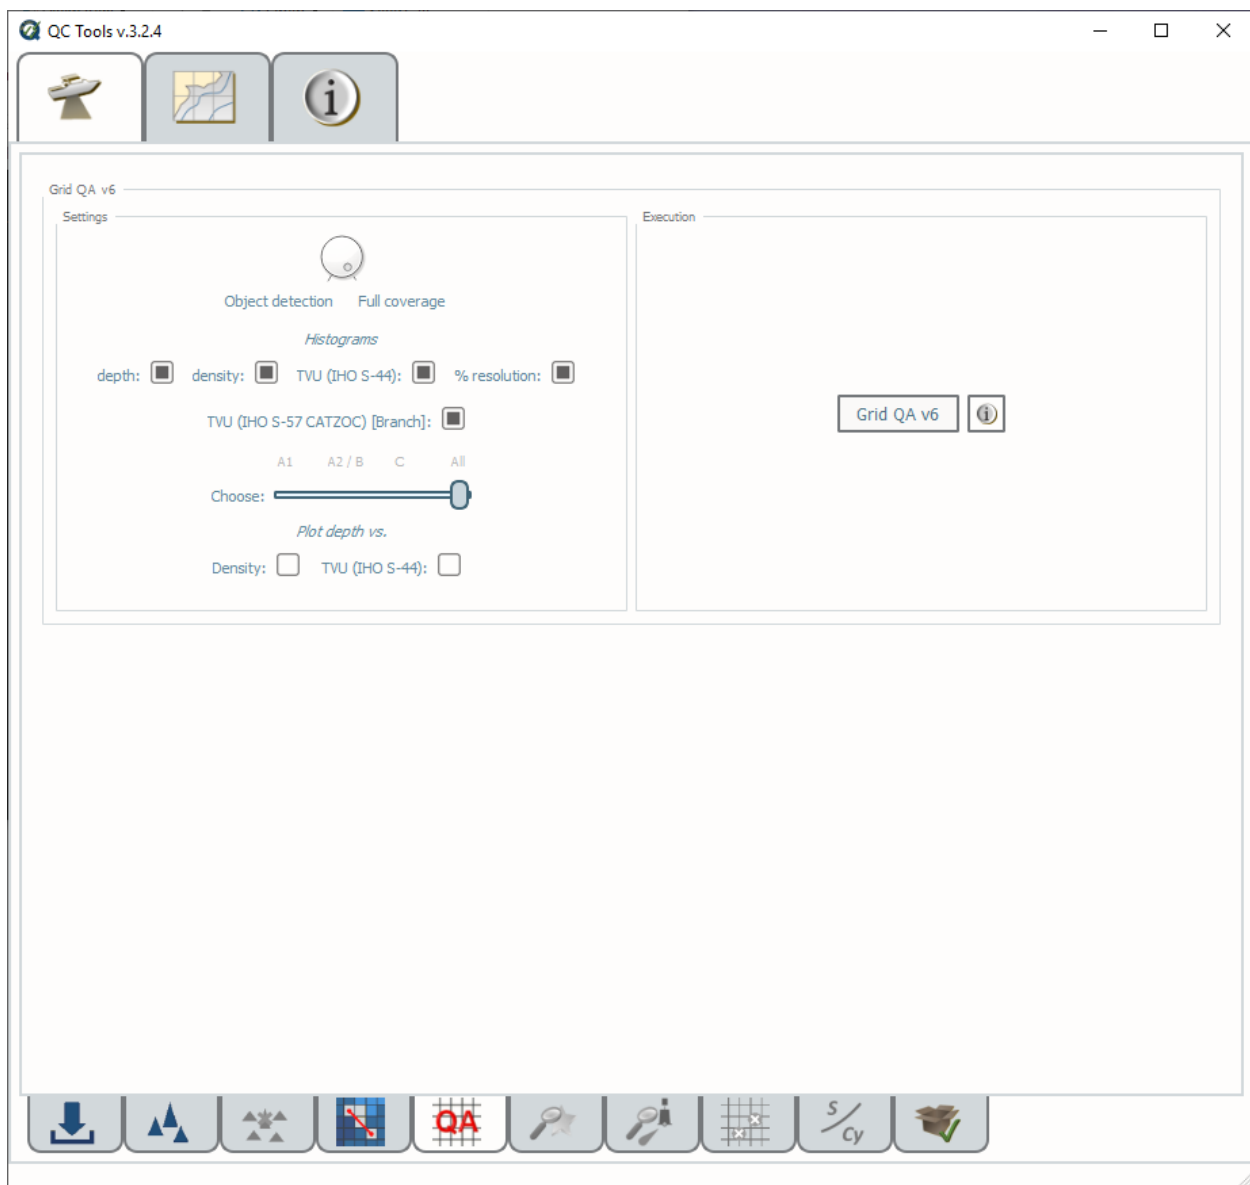 QC Tools v.3.2.4
Grid QA v6
Settings
Execution
Object detection Full coverage
Histograms
depth: density: TVU (IHO S-44): % resolution:
TVU (IHO S-57 CATZOC) [Branch]:
Grid QA v6
A1 A2 / B C All
Choose:
Plot depth vs.
Density: TVU (IHO S-44):
QA
S/Cy